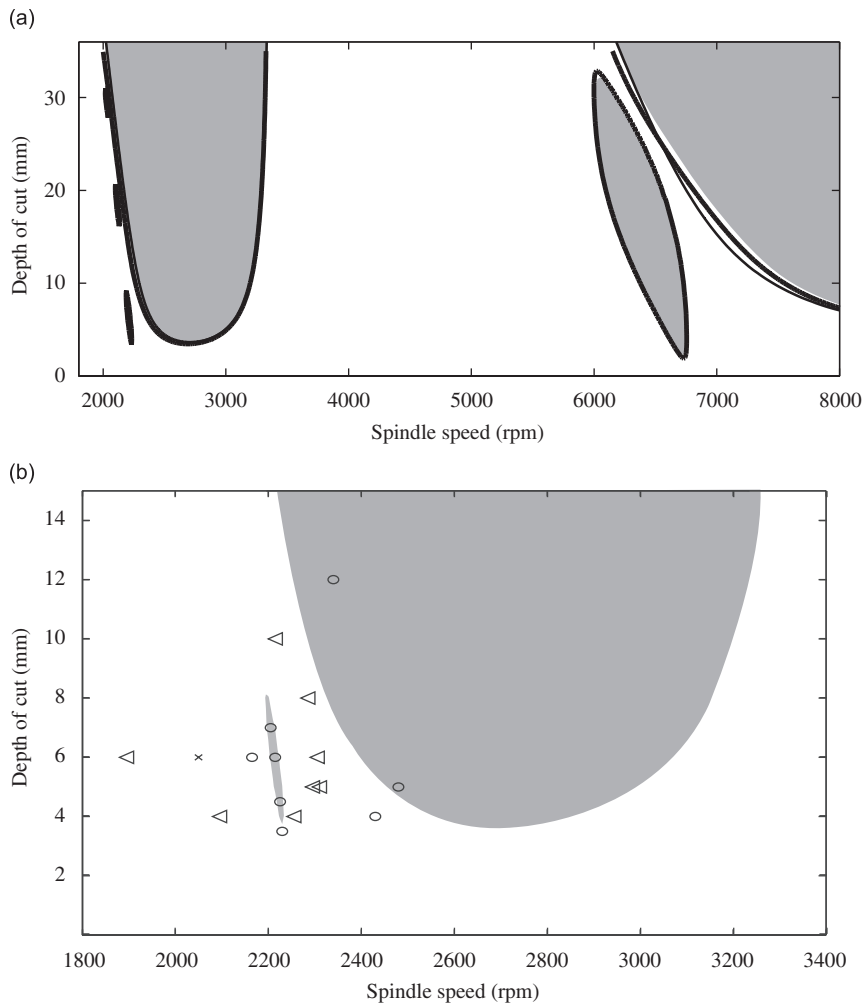 (a)
30
20
10
0
Depth of cut (mm)
2000 3000 4000 5000 6000 7000 8000
Spindle speed (rpm)
(b)
14
12
10
8
6
4
2
Depth of cut (mm)
1800 2000 2200 2400 2600 2800 3000 3200 3400
Spindle speed (rpm)